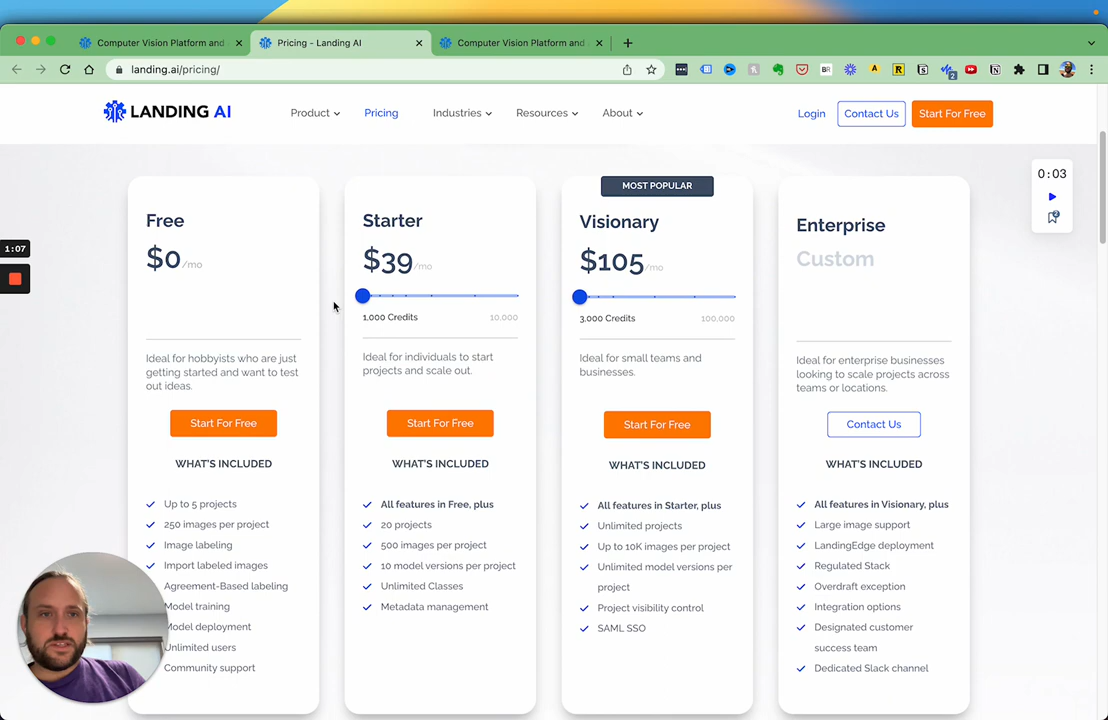 Computer Vision Platform and
Pricing - Landing AI
Computer Vision Platform and
landing.ai/pricing/
LANDING AI
Product
Pricing
Industries
Resources
About
Login
Contact Us
Start For Free
0:03
1:07
Free
$0/mo
Ideal for hobbyists who are just
getting started and want to test
out ideas.
Start For Free
WHAT'S INCLUDED
Up to 5 projects
250 images per project
Image labeling
Import labeled images
Agreement-Based labeling
Model training
Model deployment
Unlimited users
Community support
Starter
$39/mo
1,000 Credits
10,000
Ideal for individuals to start
projects and scale out.
Start For Free
WHAT'S INCLUDED
All features in Free, plus
20 projects
500 images per project
10 model versions per project
Unlimited Classes
Metadata management
MOST POPULAR
Visionary
$105/mo
3,000 Credits
100,000
Ideal for small teams and
businesses.
Start For Free
WHAT'S INCLUDED
All features in Starter, plus
Unlimited projects
Up to 10K images per project
Unlimited model versions per
project
Project visibility control
SAML SSO
Enterprise
Custom
Ideal for enterprise businesses
looking to scale projects across
teams or locations.
Contact Us
WHAT'S INCLUDED
All features in Visionary, plus
Large image support
LandingEdge deployment
Regulated Stack
Overdraft exception
Integration options
Designated customer
success team
Dedicated Slack channel